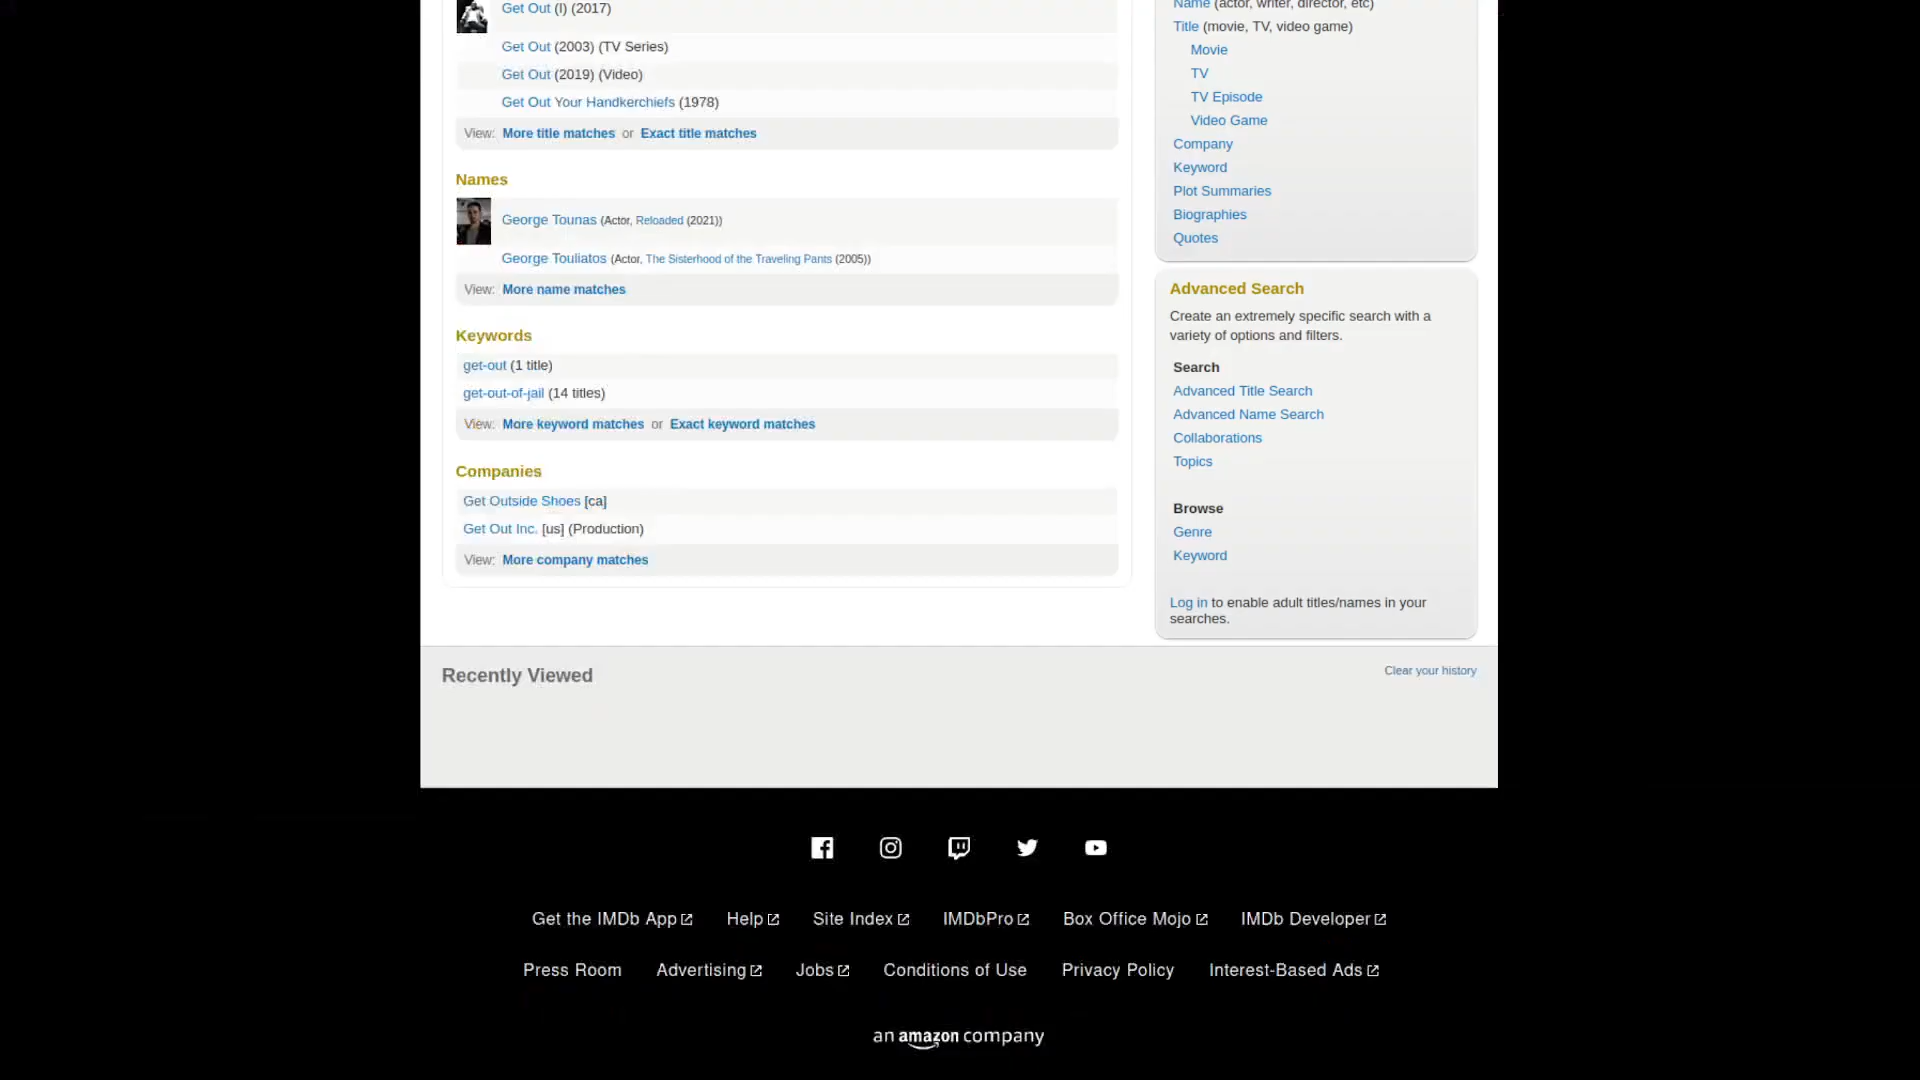 Get Out (I) (2017)
Get Out (2003) (TV Series)
Get Out (2019) (Video)
Get Out Your Handkerchiefs (1978)
View: More title matches or Exact title matches
Names
George Tounas (Actor, Reloaded (2021))
George Touliatos (Actor, The Sisterhood of the Traveling Pants (2005))
View: More name matches
Keywords
get-out (1 title)
get-out-of-jail (14 titles)
View: More keyword matches or Exact keyword matches
Companies
Get Outside Shoes [ca]
Get Out Inc. [us] (Production)
View: More company matches
Name (actor, writer, director, etc)
Title (movie, TV, video game)
Movie
TV
TV Episode
Video Game
Company
Keyword
Plot Summaries
Biographies
Quotes
Advanced Search
Create an extremely specific search with a
variety of options and filters.
Search
Advanced Title Search
Advanced Name Search
Collaborations
Topics
Browse
Genre
Keyword
Log in to enable adult titles/names in your
searches.
Recently Viewed
Clear your history
Get the IMDb App Help Site Index IMDbPro Box Office Mojo IMDb Developer
Press Room Advertising Jobs Conditions of Use Privacy Policy Interest-Based Ads
an amazon company